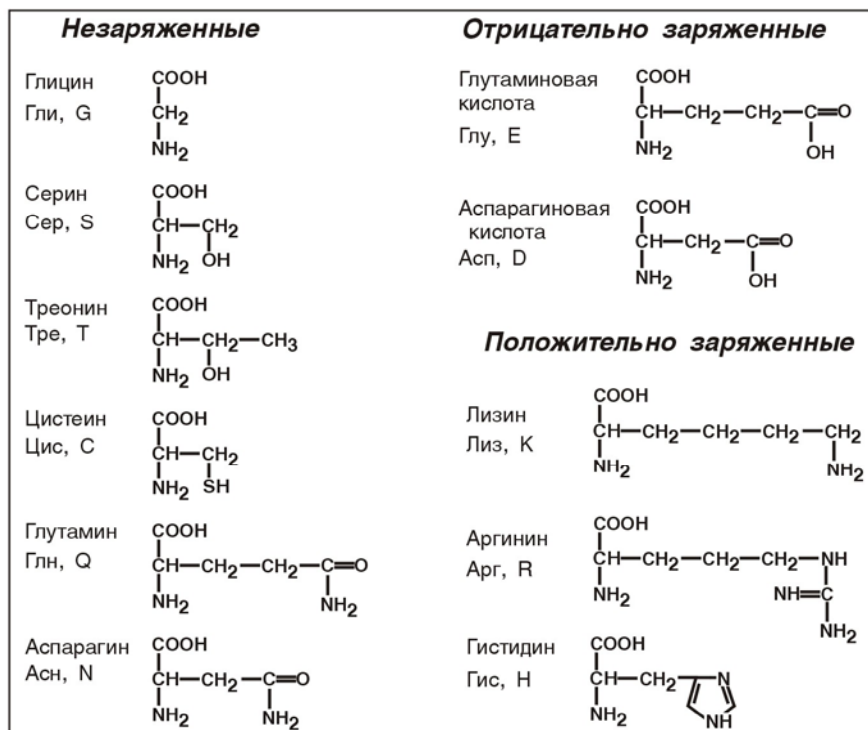 Незаряженные
Глицин
Гли, G
COOH
CH2
NH2
Серин
Сер, S
COOH
CH—CH2
NH2 OH
Треонин
Тре, T
COOH
CH—CH2—CH3
NH2 OH
Цистеин
Цис, C
COOH
CH—CH2
NH2 SH
Глутамин
Глн, Q
COOH
CH—CH2—CH2—C=O
NH2 NH2
Аспарагин
Асн, N
COOH
CH—CH2—C=O
NH2 NH2
Отрицательно заряженные
Глутаминовая
кислота
Глу, E
COOH
CH—CH2—CH2—C=O
NH2 OH
Аспарагиновая
кислота
Асп, D
COOH
CH—CH2—C=O
NH2 OH
Положительно заряженные
Лизин
Лиз, K
COOH
CH—CH2—CH2—CH2—CH2
NH2 NH2
Аргинин
Арг, R
COOH
CH—CH2—CH2—CH2—NH
NH2 NH=C
NH2
Гистидин
Гис, H
COOH
CH—CH2 N
NH2 NH